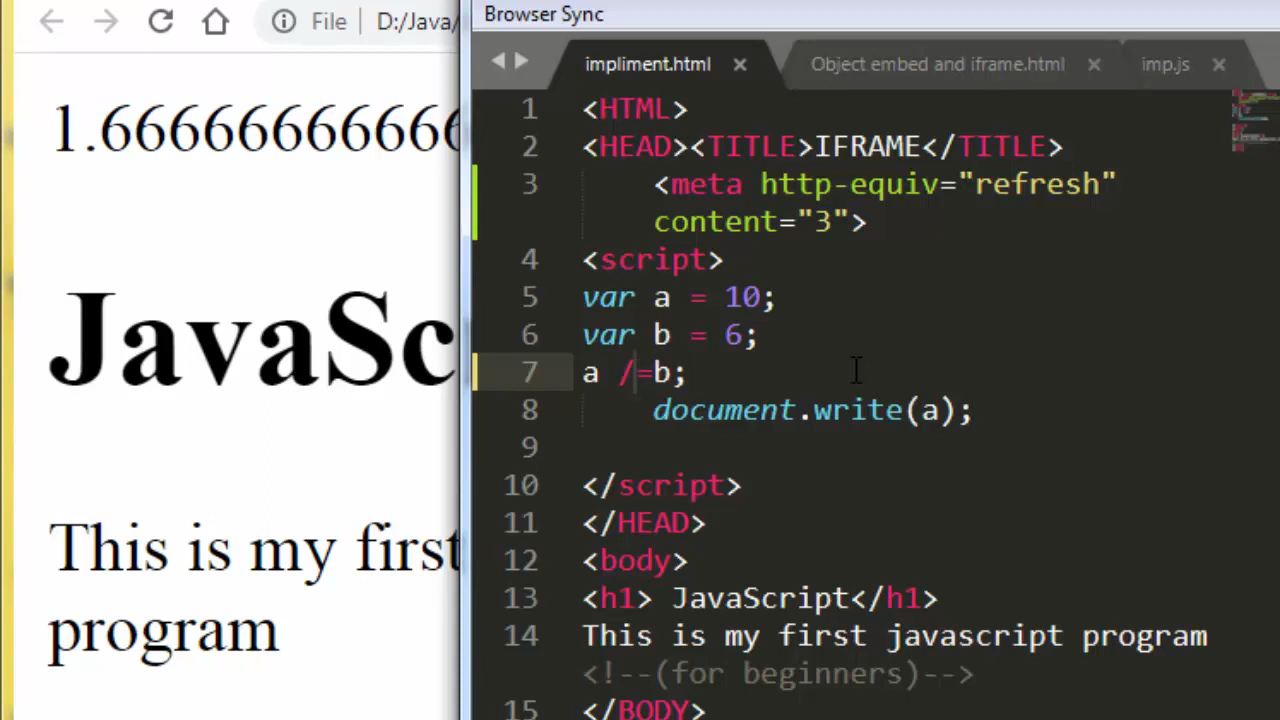 File
D:/Java/
1.6666666666666
JavaSc
This is my first
program
Browser Sync
impliment.html
Object embed and iframe.html
imp.js
1 <HTML>
2 <HEAD><TITLE>IFRAME</TITLE>
3 <meta http-equiv="refresh"
content="3">
4 <script>
5 var a = 10;
6 var b = 6;
7 a /=b;
8 document.write(a);
9
10 </script>
11 </HEAD>
12 <body>
13 <h1> JavaScript</h1>
14 This is my first javascript program
<!--(for beginners)-->
15 </BODY>